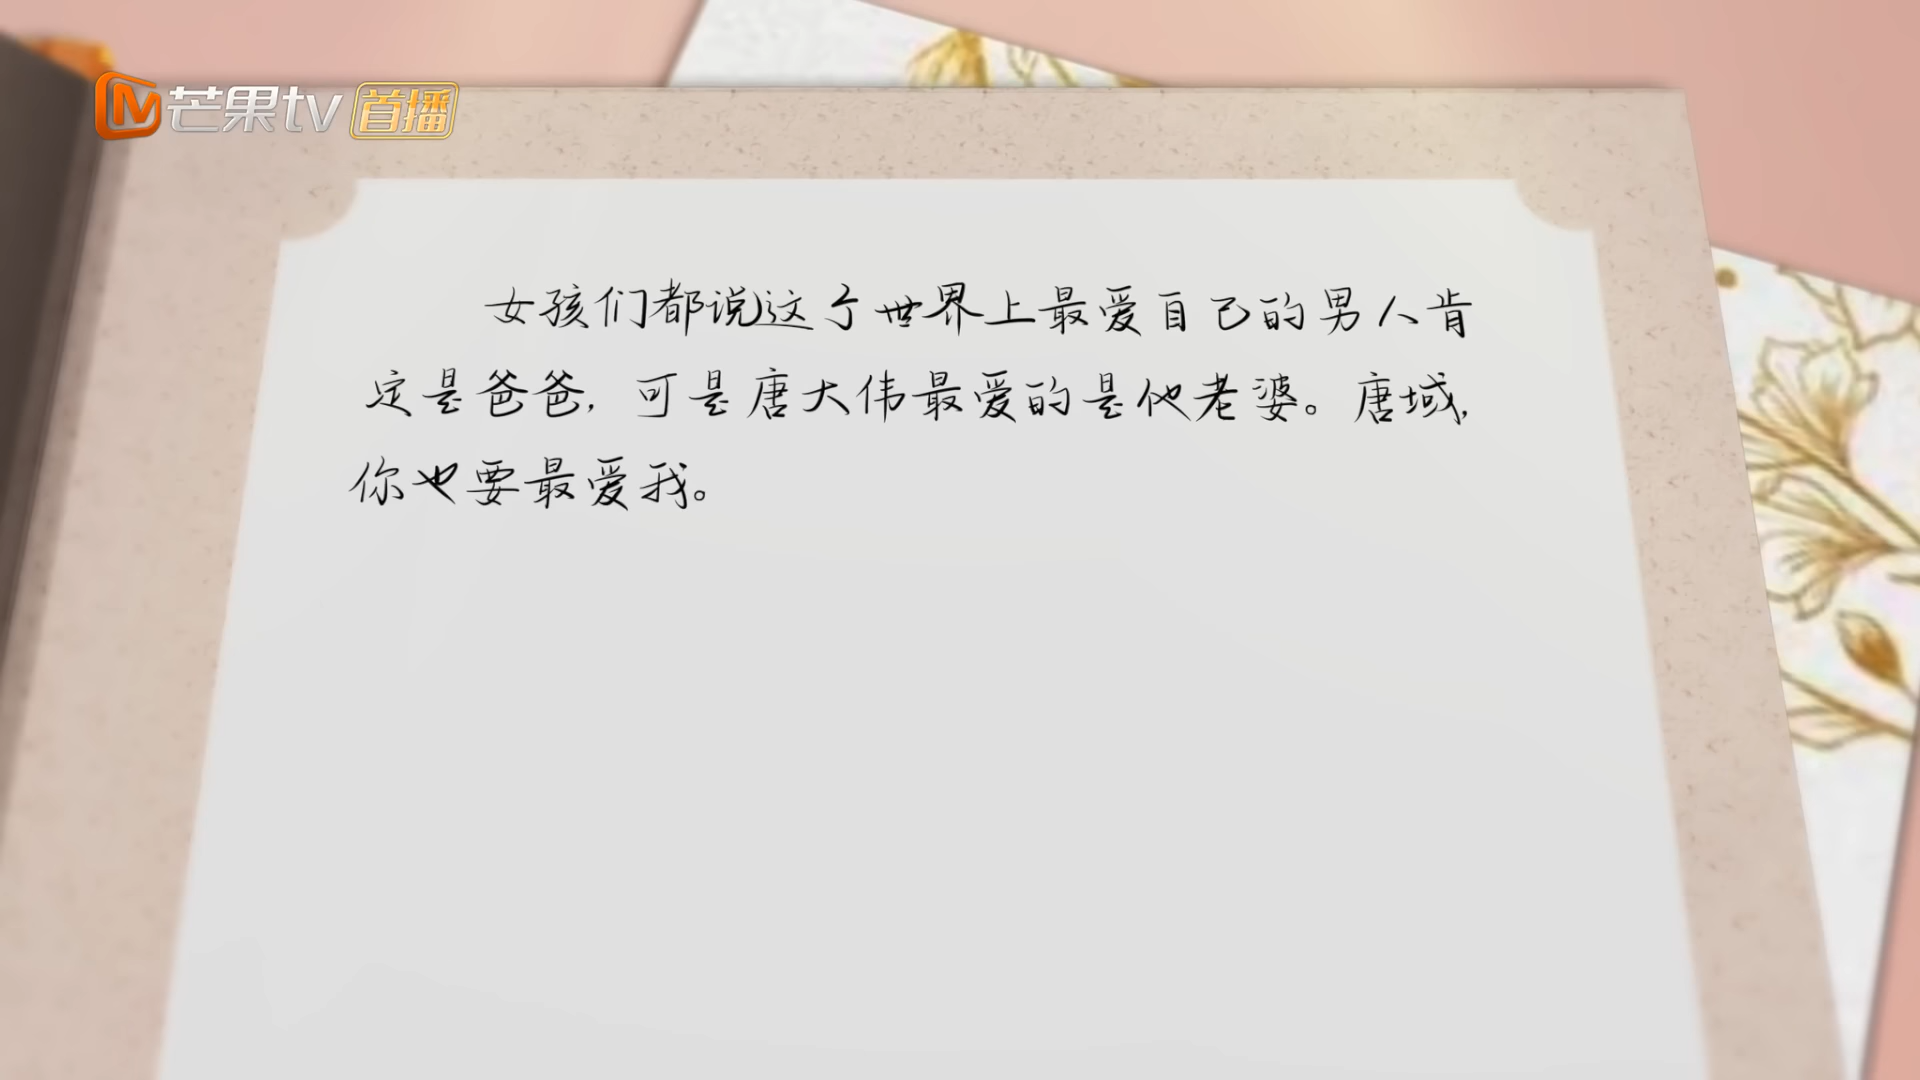 芒果tv 首播
女孩们都说这个世界上最爱自己的男人肯
定是爸爸，可是唐大伟最爱的是他老婆。唐域，
你也要最爱我。